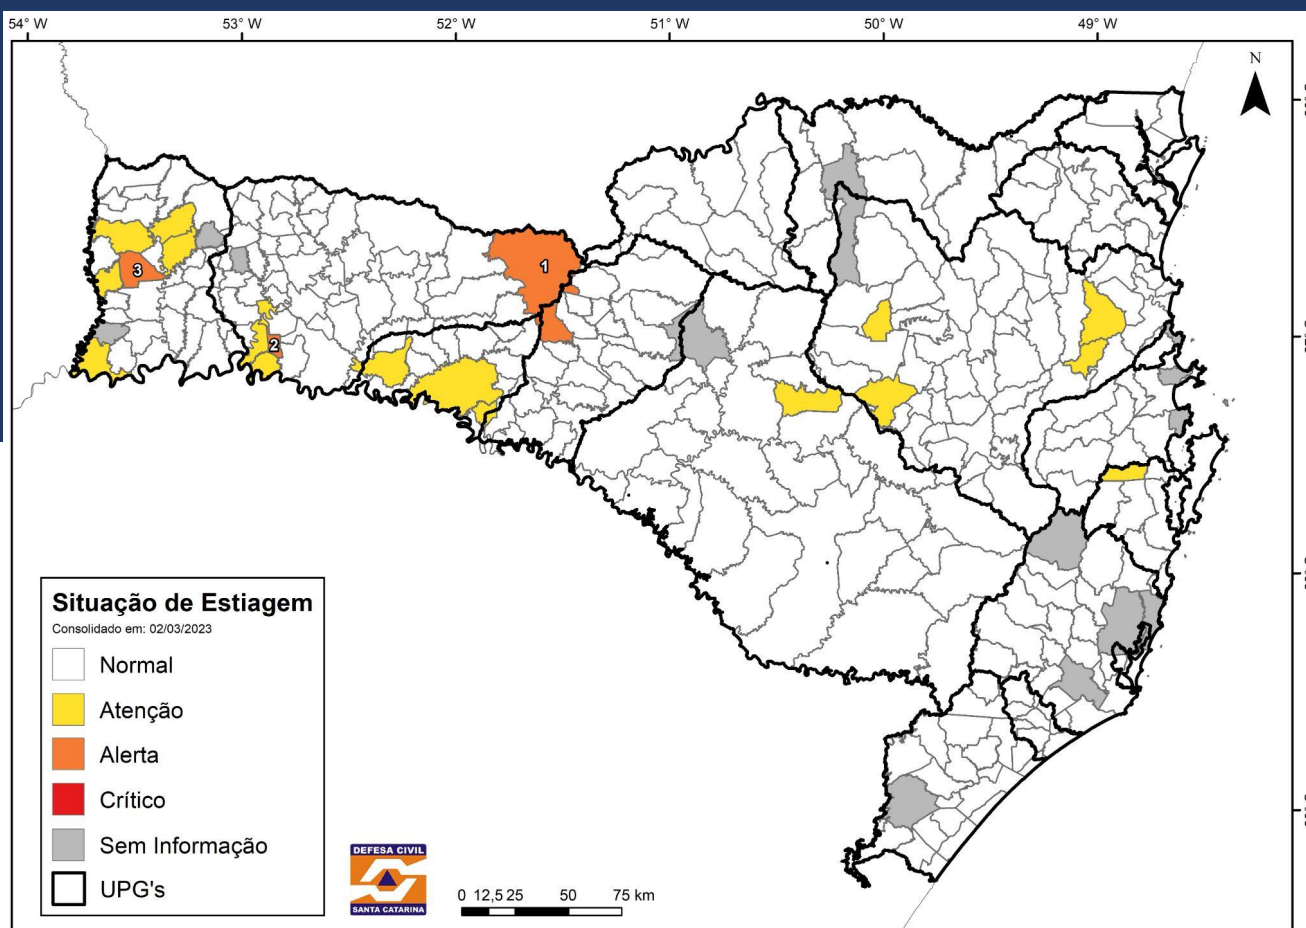 54° W
53° W
52° W
51° W
50° W
49° W
N
1
3
2
Situação de Estiagem
Consolidado em: 02/03/2023
Normal
Atenção
Alerta
Crítico
Sem Informação
UPG's
DEFESA CIVIL
SANTA CATARINA
0 12,5 25 50 75 km